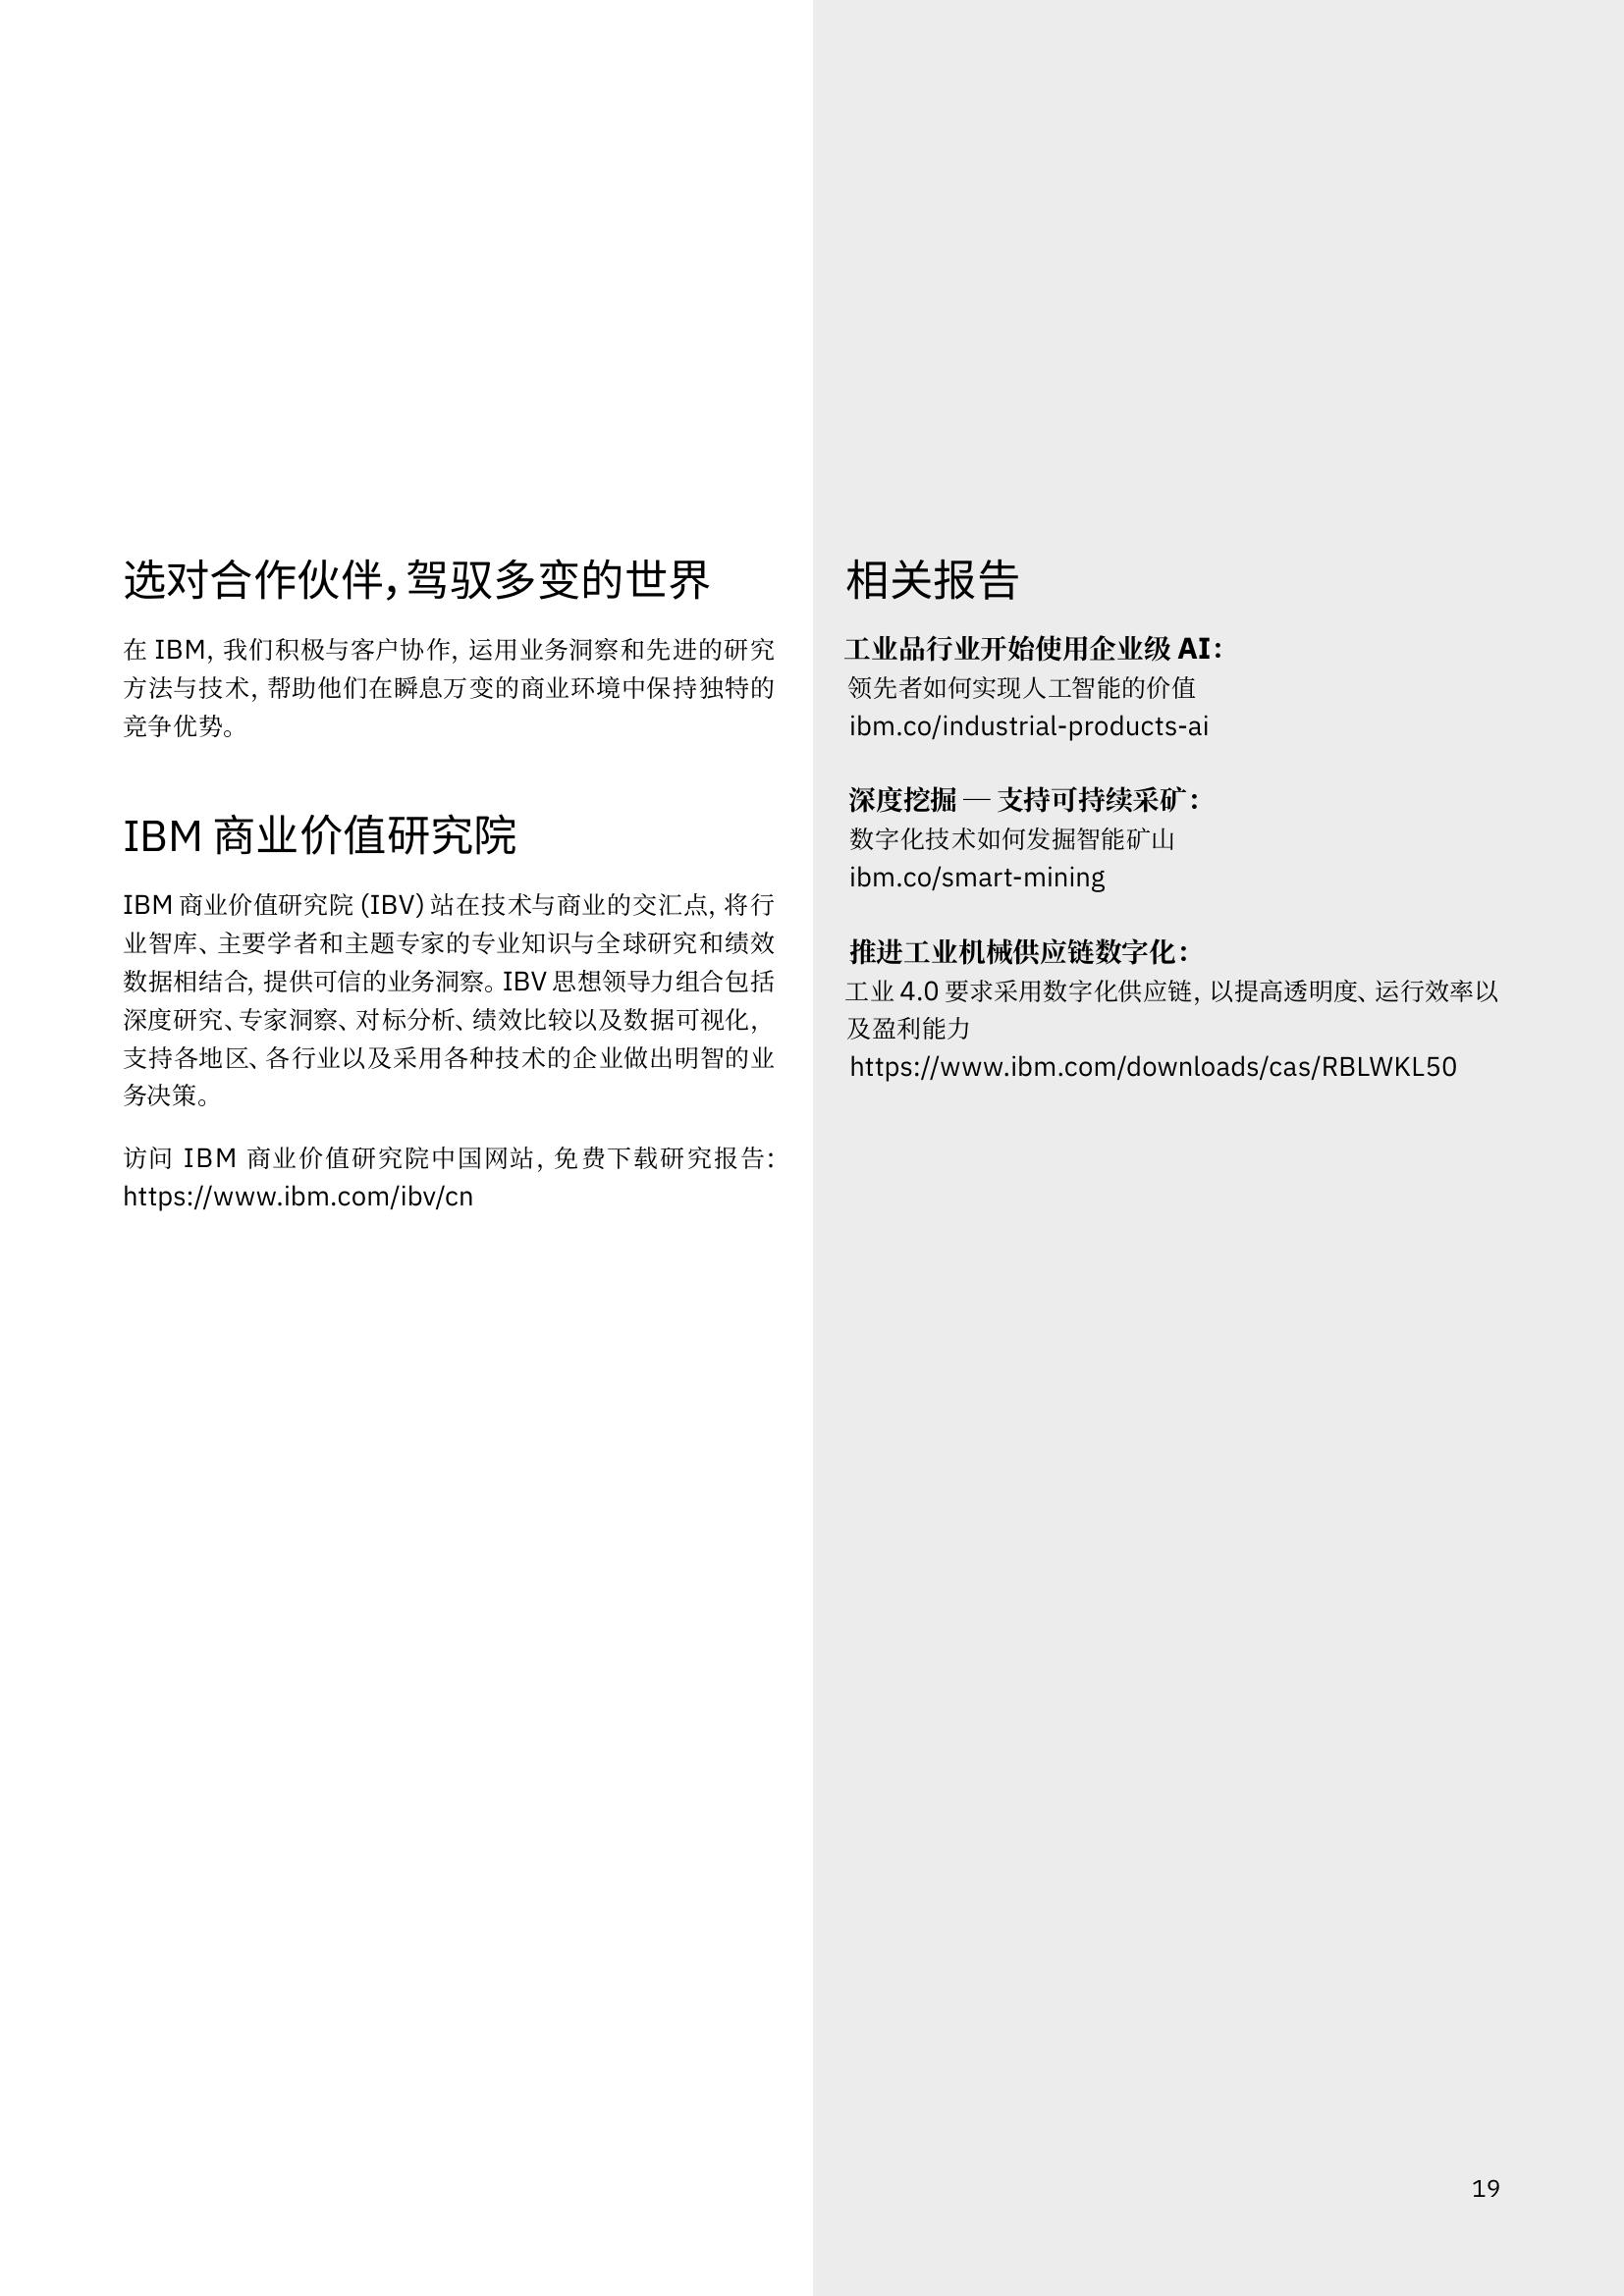 选对合作伙伴，驾驭多变的世界
在 IBM，我们积极与客户协作，运用业务洞察和先进的研究
方法与技术，帮助他们在瞬息万变的商业环境中保持独特的
竞争优势。
IBM 商业价值研究院
IBM 商业价值研究院 (IBV) 站在技术与商业的交汇点，将行
业智库、主要学者和主题专家的专业知识与全球研究和绩效
数据相结合，提供可信的业务洞察。IBV 思想领导力组合包括
深度研究、专家洞察、对标分析、绩效比较以及数据可视化，
支持各地区、各行业以及采用各种技术的企业做出明智的业
务决策。
访问 IBM 商业价值研究院中国网站，免费下载研究报告：
https://www.ibm.com/ibv/cn
相关报告
工业品行业开始使用企业级 AI：
领先者如何实现人工智能的价值
ibm.co/industrial-products-ai
深度挖掘 — 支持可持续采矿：
数字化技术如何发掘智能矿山
ibm.co/smart-mining
推进工业机械供应链数字化：
工业 4.0 要求采用数字化供应链，以提高透明度、运行效率以
及盈利能力
https://www.ibm.com/downloads/cas/RBLWKL50
19